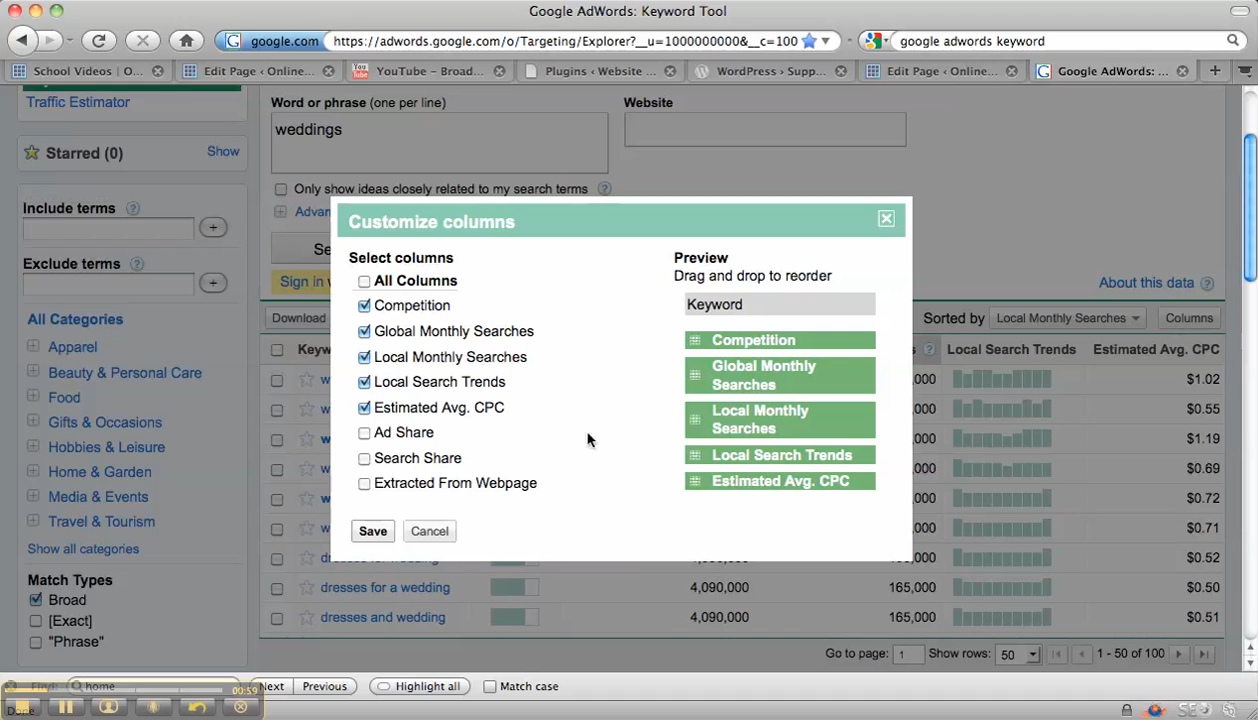 Google AdWords: Keyword Tool
google.com
https://adwords.google.com/o/Targeting/Explorer?__u=1000000000&__c=100
google adwords keyword
School Videos | O...
Edit Page ‹ Online...
YouTube – Broad...
Plugins ‹ Website ...
WordPress › Supp...
Edit Page ‹ Online...
Google AdWords: ...
Traffic Estimator
Starred (0)
Show
Include terms
Exclude terms
All Categories
Apparel
Beauty & Personal Care
Food
Gifts & Occasions
Hobbies & Leisure
Home & Garden
Media & Events
Travel & Tourism
Show all categories
Match Types
Broad
[Exact]
"Phrase"
Word or phrase (one per line)
Website
weddings
Only show ideas closely related to my search terms
Sign in
About this data
Download
Sorted by
Local Monthly Searches
Columns
Local Search Trends
Estimated Avg. CPC
$1.02
$0.55
$1.19
$0.69
$0.72
$0.71
$0.52
dresses for a wedding
4,090,000
165,000
$0.50
dresses and wedding
4,090,000
165,000
$0.51
Go to page:
1
Show rows:
50
1 - 50 of 100
Customize columns
Select columns
All Columns
Competition
Global Monthly Searches
Local Monthly Searches
Local Search Trends
Estimated Avg. CPC
Ad Share
Search Share
Extracted From Webpage
Save
Cancel
Preview
Drag and drop to reorder
Keyword
Competition
Global Monthly
Searches
Local Monthly
Searches
Local Search Trends
Estimated Avg. CPC
Find:
home
Next
Previous
Highlight all
Match case
00:59
Done